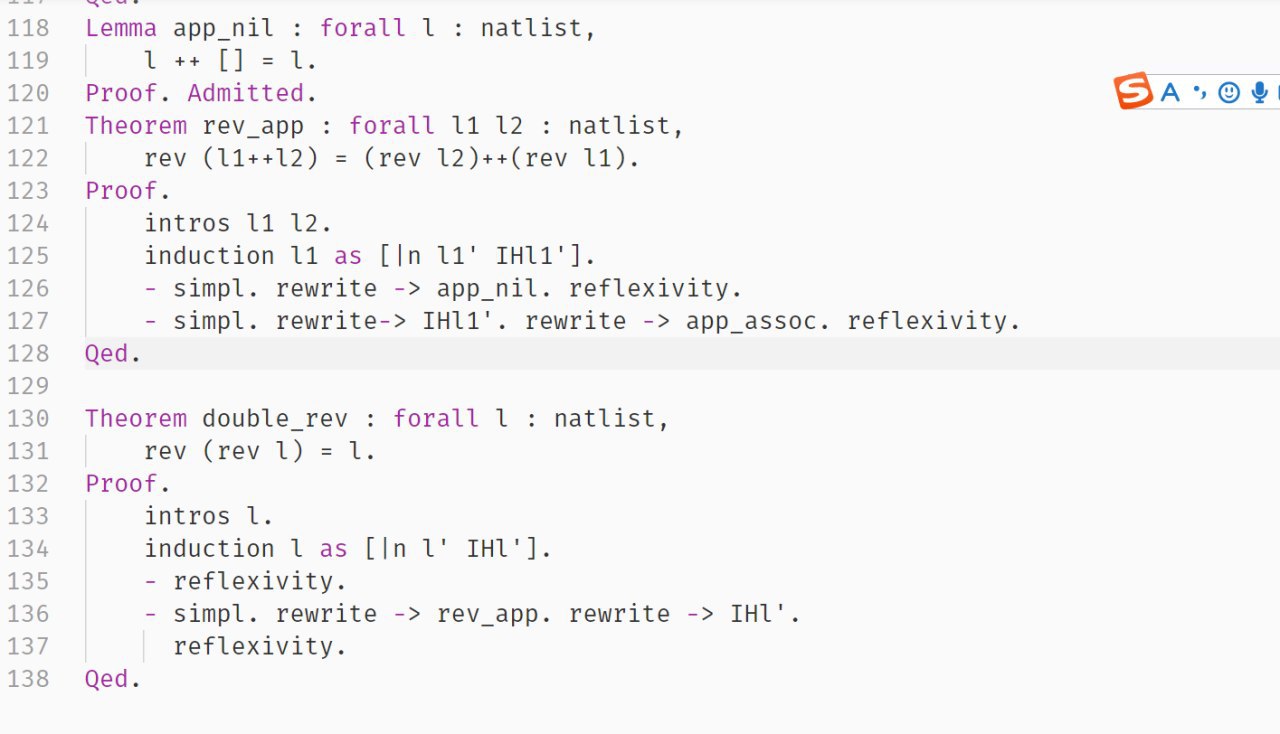 117 Qed.
118 Lemma app_nil : forall l : natlist,
119 l ++ [] = l.
120 Proof. Admitted.
121 Theorem rev_app : forall l1 l2 : natlist,
122 rev (l1++l2) = (rev l2)++(rev l1).
123 Proof.
124 intros l1 l2.
125 induction l1 as [|n l1' IHl1'].
126 - simpl. rewrite -> app_nil. reflexivity.
127 - simpl. rewrite-> IHl1'. rewrite -> app_assoc. reflexivity.
128 Qed.
129
130 Theorem double_rev : forall l : natlist,
131 rev (rev l) = l.
132 Proof.
133 intros l.
134 induction l as [|n l' IHl'].
135 - reflexivity.
136 - simpl. rewrite -> rev_app. rewrite -> IHl'.
137 reflexivity.
138 Qed.
S A